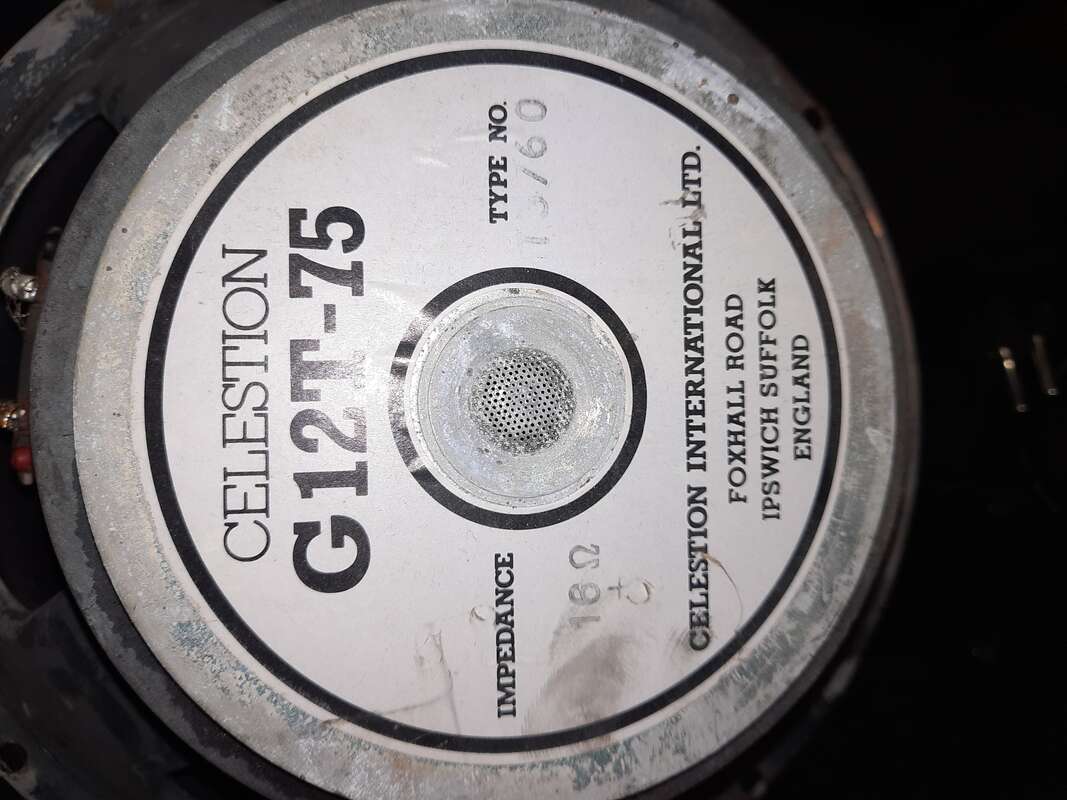 CELESTION
G12T-75
IMPEDANCE
16Ω
TYPE NO.
CELESTION INTERNATIONAL LTD.
FOXHALL ROAD
IPSWICH SUFFOLK
ENGLAND